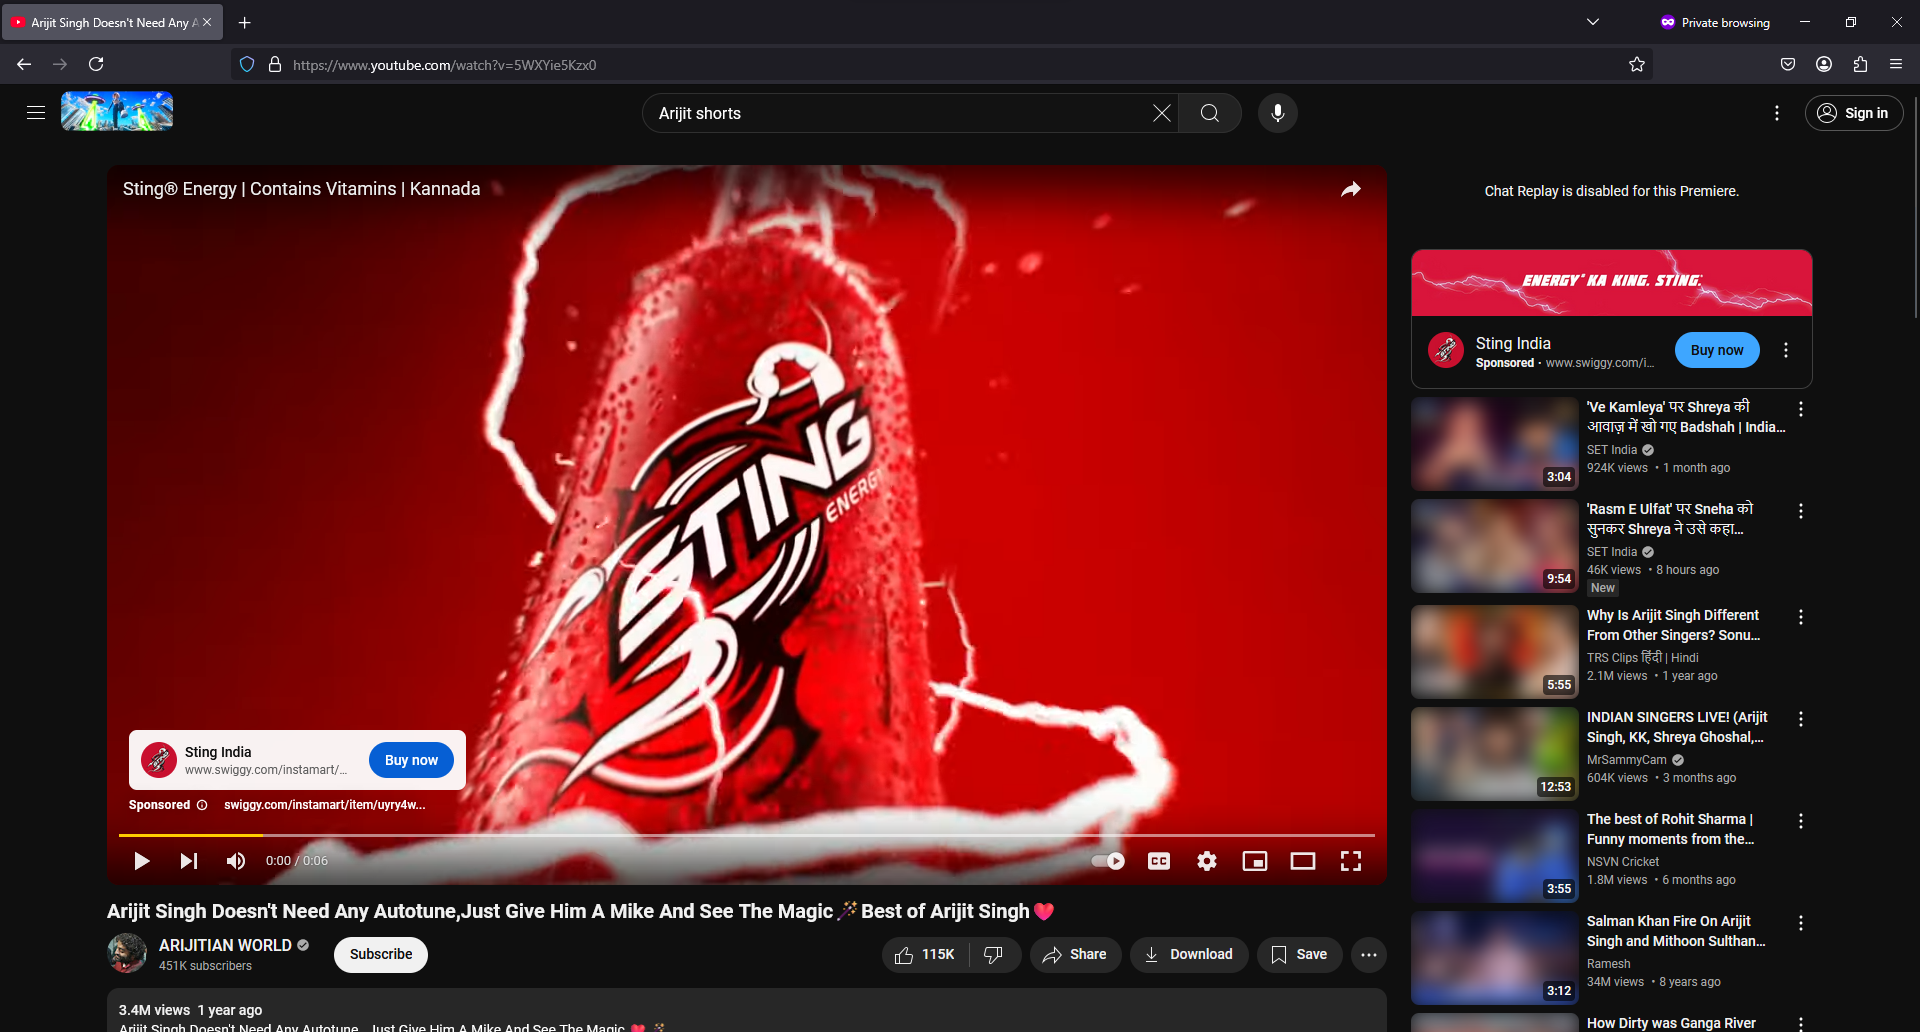 Arijit Singh Doesn't Need Any A
Private browsing
https://www.youtube.com/watch?v=5WXYie5Kzx0
Arijit shorts
Sign in
Sting® Energy | Contains Vitamins | Kannada
STING
ENERGY
Sting India
www.swiggy.com/instamart/...
Buy now
Sponsored
swiggy.com/instamart/item/uyry4w...
0:00 / 0:06
CC
Arijit Singh Doesn't Need Any Autotune,Just Give Him A Mike And See The Magic🪄Best of Arijit Singh❤️
ARIJITIAN WORLD
451K subscribers
Subscribe
115K
Share
Download
Save
3.4M views 1 year ago
Arijit Singh Doesn't Need Any Autotune , Just Give Him A Mike And See The Magic ❤️ 🪄
Chat Replay is disabled for this Premiere.
ENERGY* KA KING. STING.
Sting India
Sponsored · www.swiggy.com/i...
Buy now
'Ve Kamleya' पर Shreya की
आवाज़ में खो गए Badshah | India...
SET India
924K views • 1 month ago
3:04
'Rasm E Ulfat' पर Sneha को
सुनकर Shreya ने उसे कहा...
SET India
46K views • 8 hours ago
New
9:54
Why Is Arijit Singh Different
From Other Singers? Sonu...
TRS Clips हिंदी | Hindi
2.1M views • 1 year ago
5:55
INDIAN SINGERS LIVE! (Arijit
Singh, KK, Shreya Ghoshal,...
MrSammyCam
604K views • 3 months ago
12:53
The best of Rohit Sharma |
Funny moments from the...
NSVN Cricket
1.8M views • 6 months ago
3:55
Salman Khan Fire On Arijit
Singh and Mithoon Sulthan...
Ramesh
34M views • 8 years ago
3:12
How Dirty was Ganga River